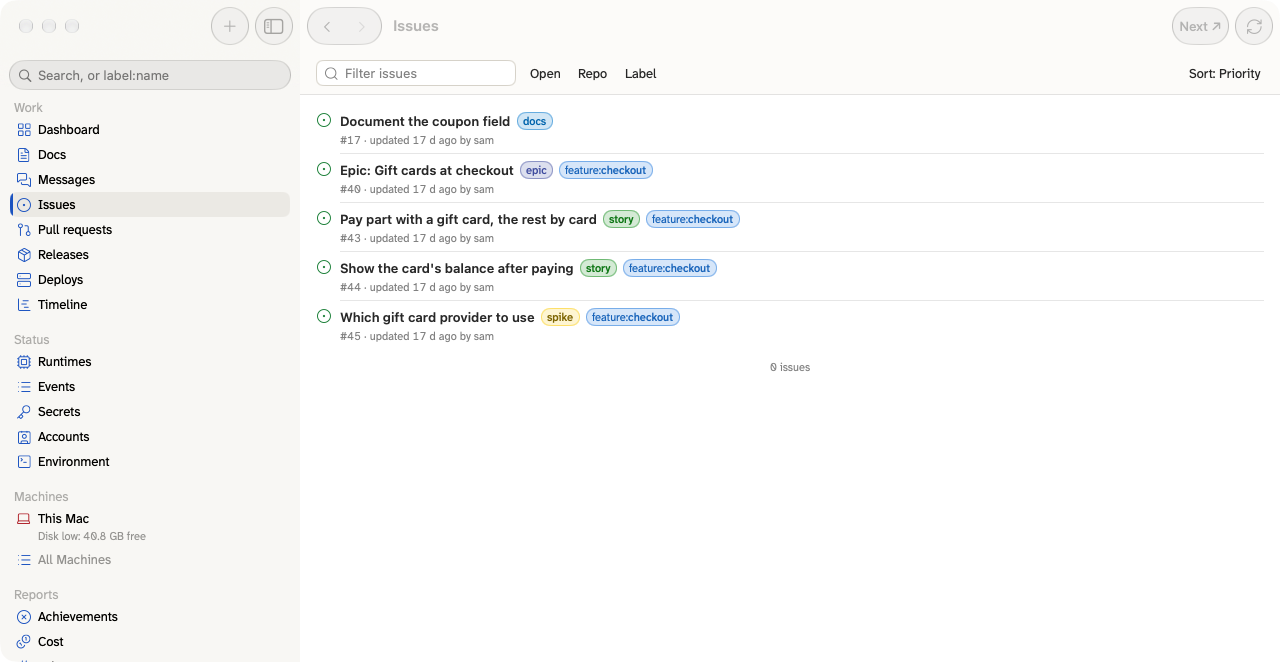 Issues
Next
Search, or label:name
Filter issues
Open
Repo
Label
Sort: Priority
Work
Dashboard
Docs
Messages
Issues
Pull requests
Releases
Deploys
Timeline
Status
Runtimes
Events
Secrets
Accounts
Environment
Machines
This Mac
Disk low: 40.8 GB free
All Machines
Reports
Achievements
Cost
Document the coupon field docs
#17 · updated 17 d ago by sam
Epic: Gift cards at checkout epic feature:checkout
#40 · updated 17 d ago by sam
Pay part with a gift card, the rest by card story feature:checkout
#43 · updated 17 d ago by sam
Show the card's balance after paying story feature:checkout
#44 · updated 17 d ago by sam
Which gift card provider to use spike feature:checkout
#45 · updated 17 d ago by sam
0 issues